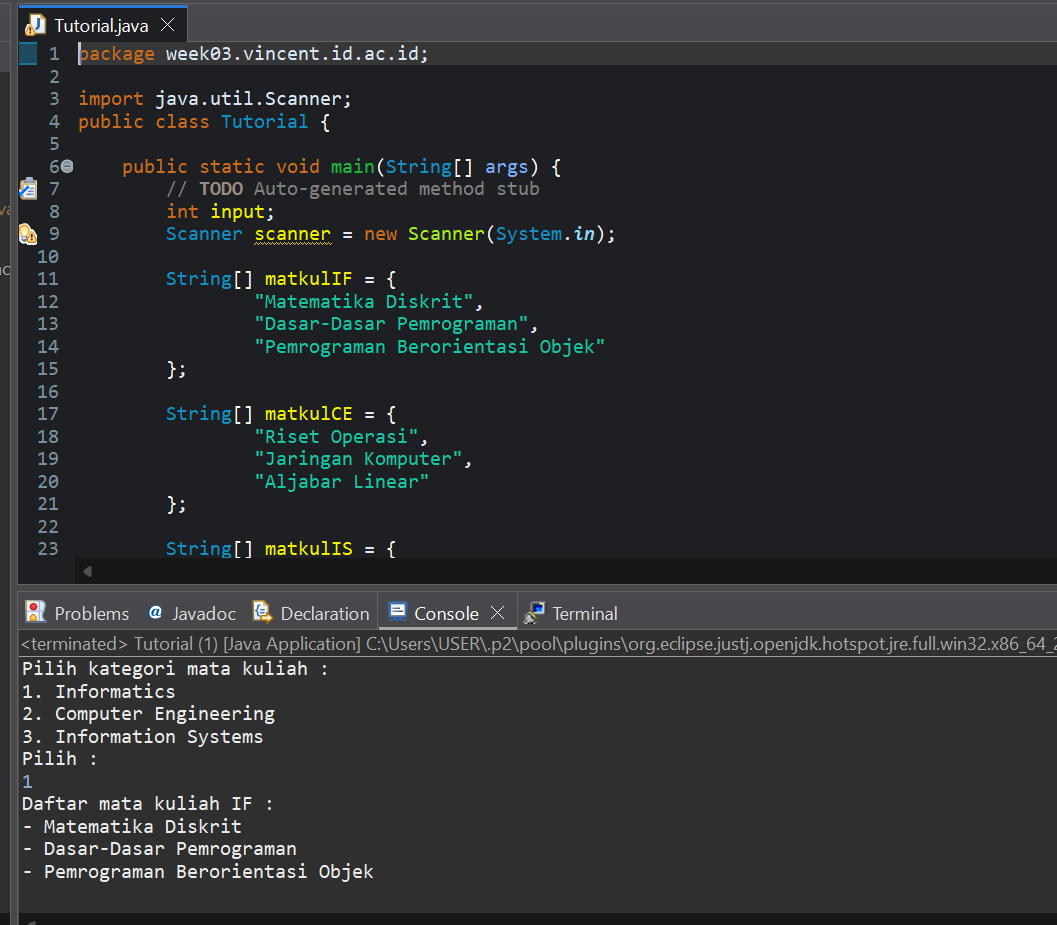 Tutorial.java
1 package week03.vincent.id.ac.id;
2
3 import java.util.Scanner;
4 public class Tutorial {
5
6 public static void main(String[] args) {
7 // TODO Auto-generated method stub
8 int input;
9 Scanner scanner = new Scanner(System.in);
10
11 String[] matkulIF = {
12 "Matematika Diskrit",
13 "Dasar-Dasar Pemrograman",
14 "Pemrograman Berorientasi Objek"
15 };
16
17 String[] matkulCE = {
18 "Riset Operasi",
19 "Jaringan Komputer",
20 "Aljabar Linear"
21 };
22
23 String[] matkulIS = {
Problems Javadoc Declaration Console Terminal
<terminated> Tutorial (1) [Java Application] C:\Users\USER\.p2\pool\plugins\org.eclipse.justj.openjdk.hotspot.jre.full.win32.x86_64_2
Pilih kategori mata kuliah :
1. Informatics
2. Computer Engineering
3. Information Systems
Pilih :
1
Daftar mata kuliah IF :
- Matematika Diskrit
- Dasar-Dasar Pemrograman
- Pemrograman Berorientasi Objek